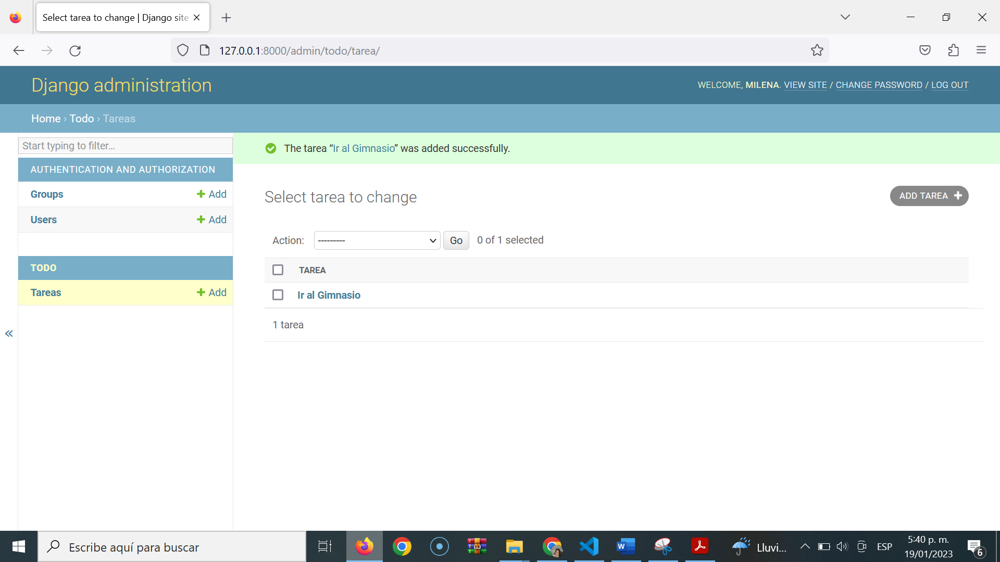 Select tarea to change | Django site
127.0.0.1:8000/admin/todo/tarea/
Django administration
WELCOME, MILENA. VIEW SITE / CHANGE PASSWORD / LOG OUT
Home › Todo › Tareas
Start typing to filter...
The tarea “Ir al Gimnasio” was added successfully.
AUTHENTICATION AND AUTHORIZATION
Groups + Add
Users + Add
TODO
Tareas + Add
«
Select tarea to change
ADD TAREA +
Action: --------- Go 0 of 1 selected
TAREA
Ir al Gimnasio
1 tarea
Escribe aquí para buscar
Lluvi...
ESP
5:40 p. m.
19/01/2023
6